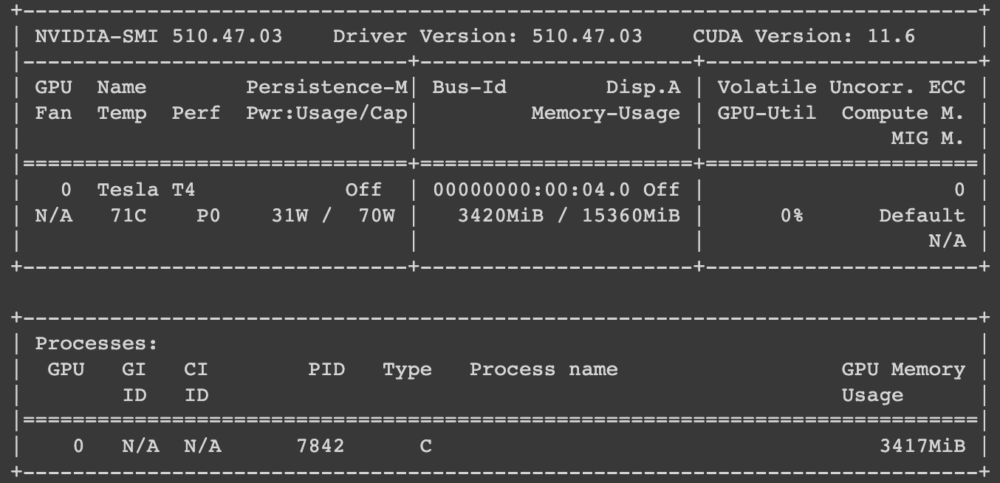 +-----------------------------------------------------------------------------+
| NVIDIA-SMI 510.47.03    Driver Version: 510.47.03    CUDA Version: 11.6     |
|-------------------------------+----------------------+----------------------+
| GPU  Name        Persistence-M| Bus-Id        Disp.A | Volatile Uncorr. ECC |
| Fan  Temp  Perf  Pwr:Usage/Cap|         Memory-Usage | GPU-Util  Compute M. |
|                               |                      |               MIG M. |
|===============================+======================+======================|
|   0  Tesla T4            Off  | 00000000:00:04.0 Off |                    0 |
| N/A   71C    P0    31W /  70W |   3420MiB / 15360MiB |      0%      Default |
|                               |                      |                  N/A |
+-------------------------------+----------------------+----------------------+

+-----------------------------------------------------------------------------+
| Processes:                                                                  |
|  GPU   GI   CI        PID   Type   Process name                  GPU Memory |
|        ID   ID                                                   Usage      |
|=============================================================================|
|    0   N/A  N/A      7842      C                                    3417MiB |
+-----------------------------------------------------------------------------+